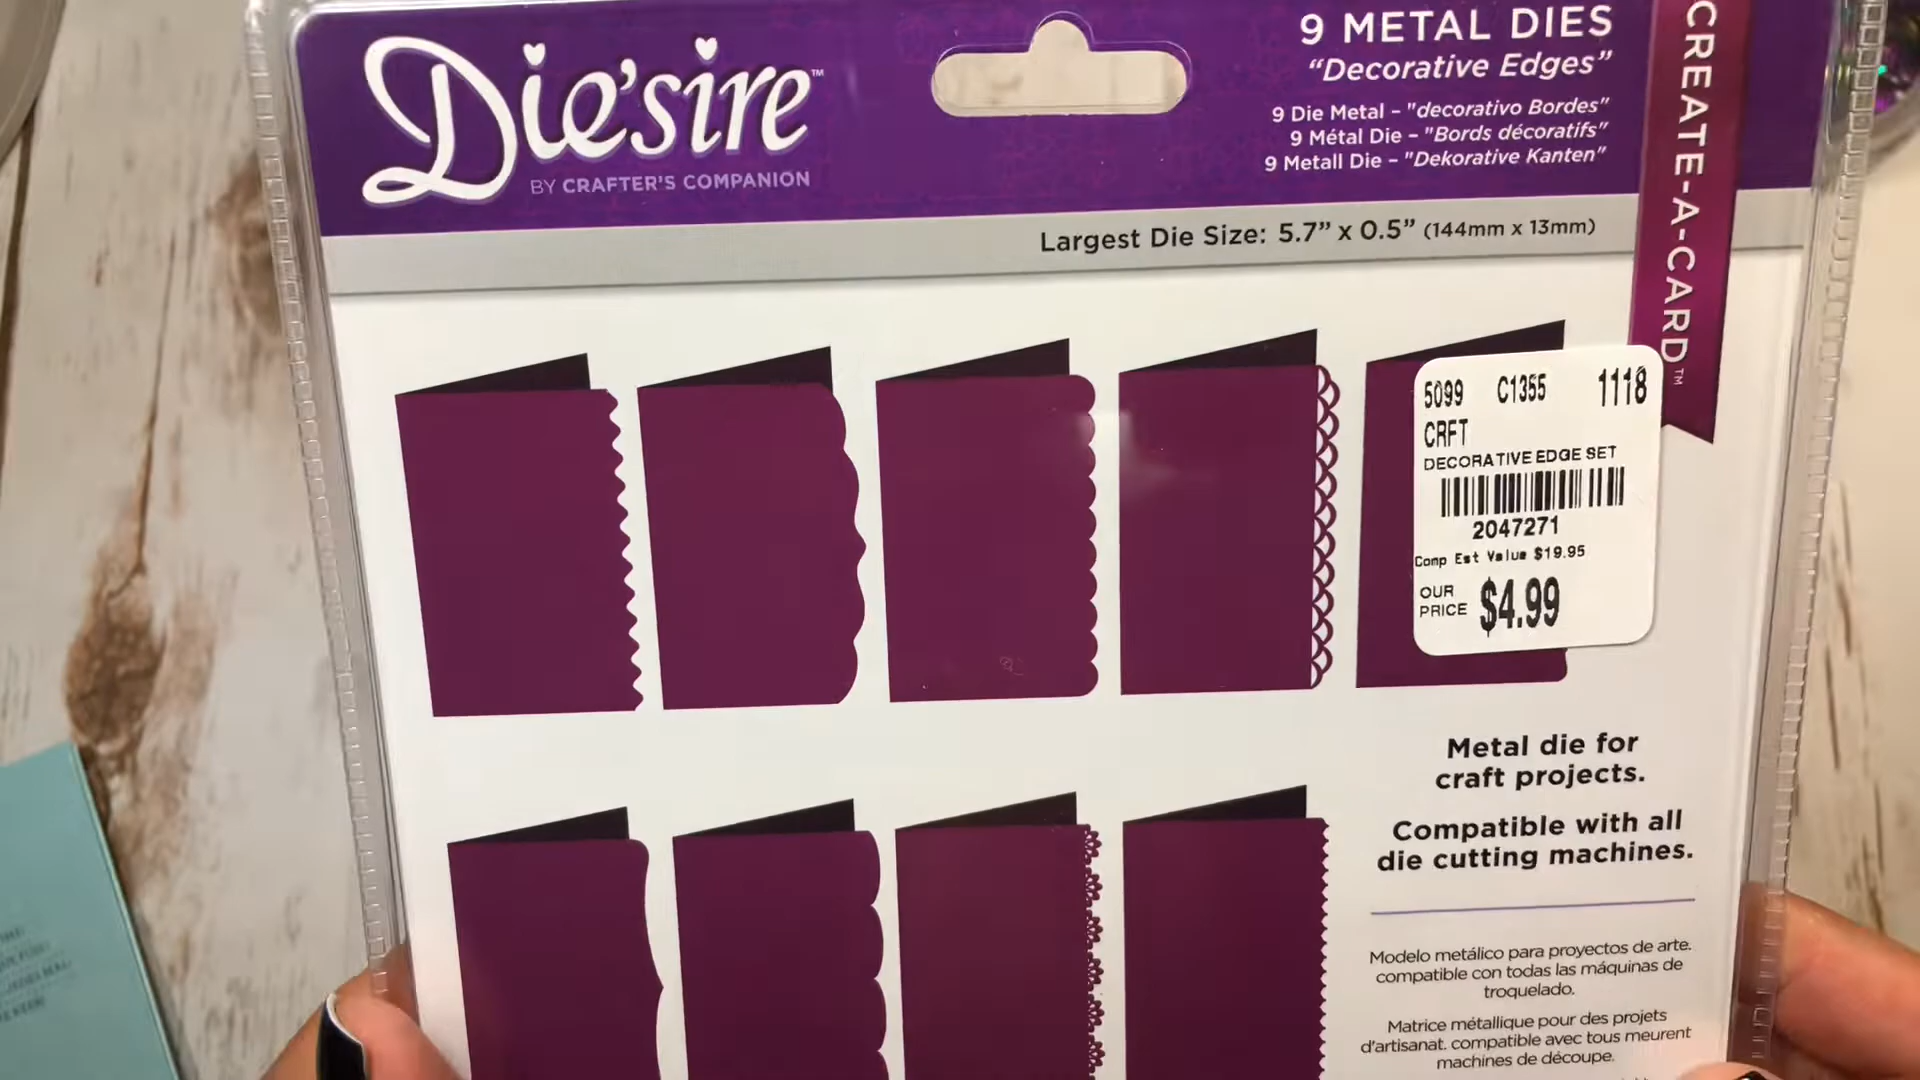 Die'sire™
BY CRAFTER'S COMPANION
9 METAL DIES
“Decorative Edges”
9 Die Metal – "decorativo Bordes"
9 Métal Die – "Bords décoratifs"
9 Metall Die – "Dekorative Kanten"
CREATE-A-CARD™
Largest Die Size: 5.7” x 0.5” (144mm x 13mm)
5099 C1355 1118
CRFT
DECORATIVE EDGE SET
2047271
Comp Est Value $19.95
OUR
PRICE $4.99
Metal die for
craft projects.
Compatible with all
die cutting machines.
Modelo metálico para proyectos de arte.
compatible con todas las máquinas de
troquelado.
Matrice métallique pour des projets
d'artisanat. compatible avec tous meurent
machines de découpe.